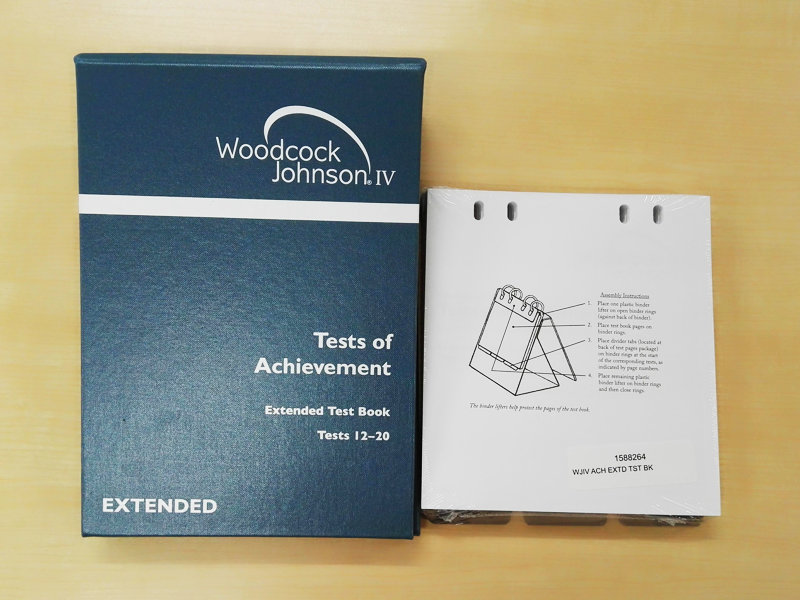 Woodcock
Johnson® IV
Tests of
Achievement
Extended Test Book
Tests 12–20
EXTENDED
Assembly Instructions
1. Place one plastic binder
lifter on open binder rings
(against back of binder).
2. Place test book pages on
binder rings.
3. Place divider tabs (located at
back of test pages package)
on binder rings at the start
of the corresponding tests, as
indicated by page numbers.
4. Place remaining plastic
binder lifter on binder rings
and then close rings.
The binder lifters help protect the pages of the test book.
1588264
WJIV ACH EXTD TST BK